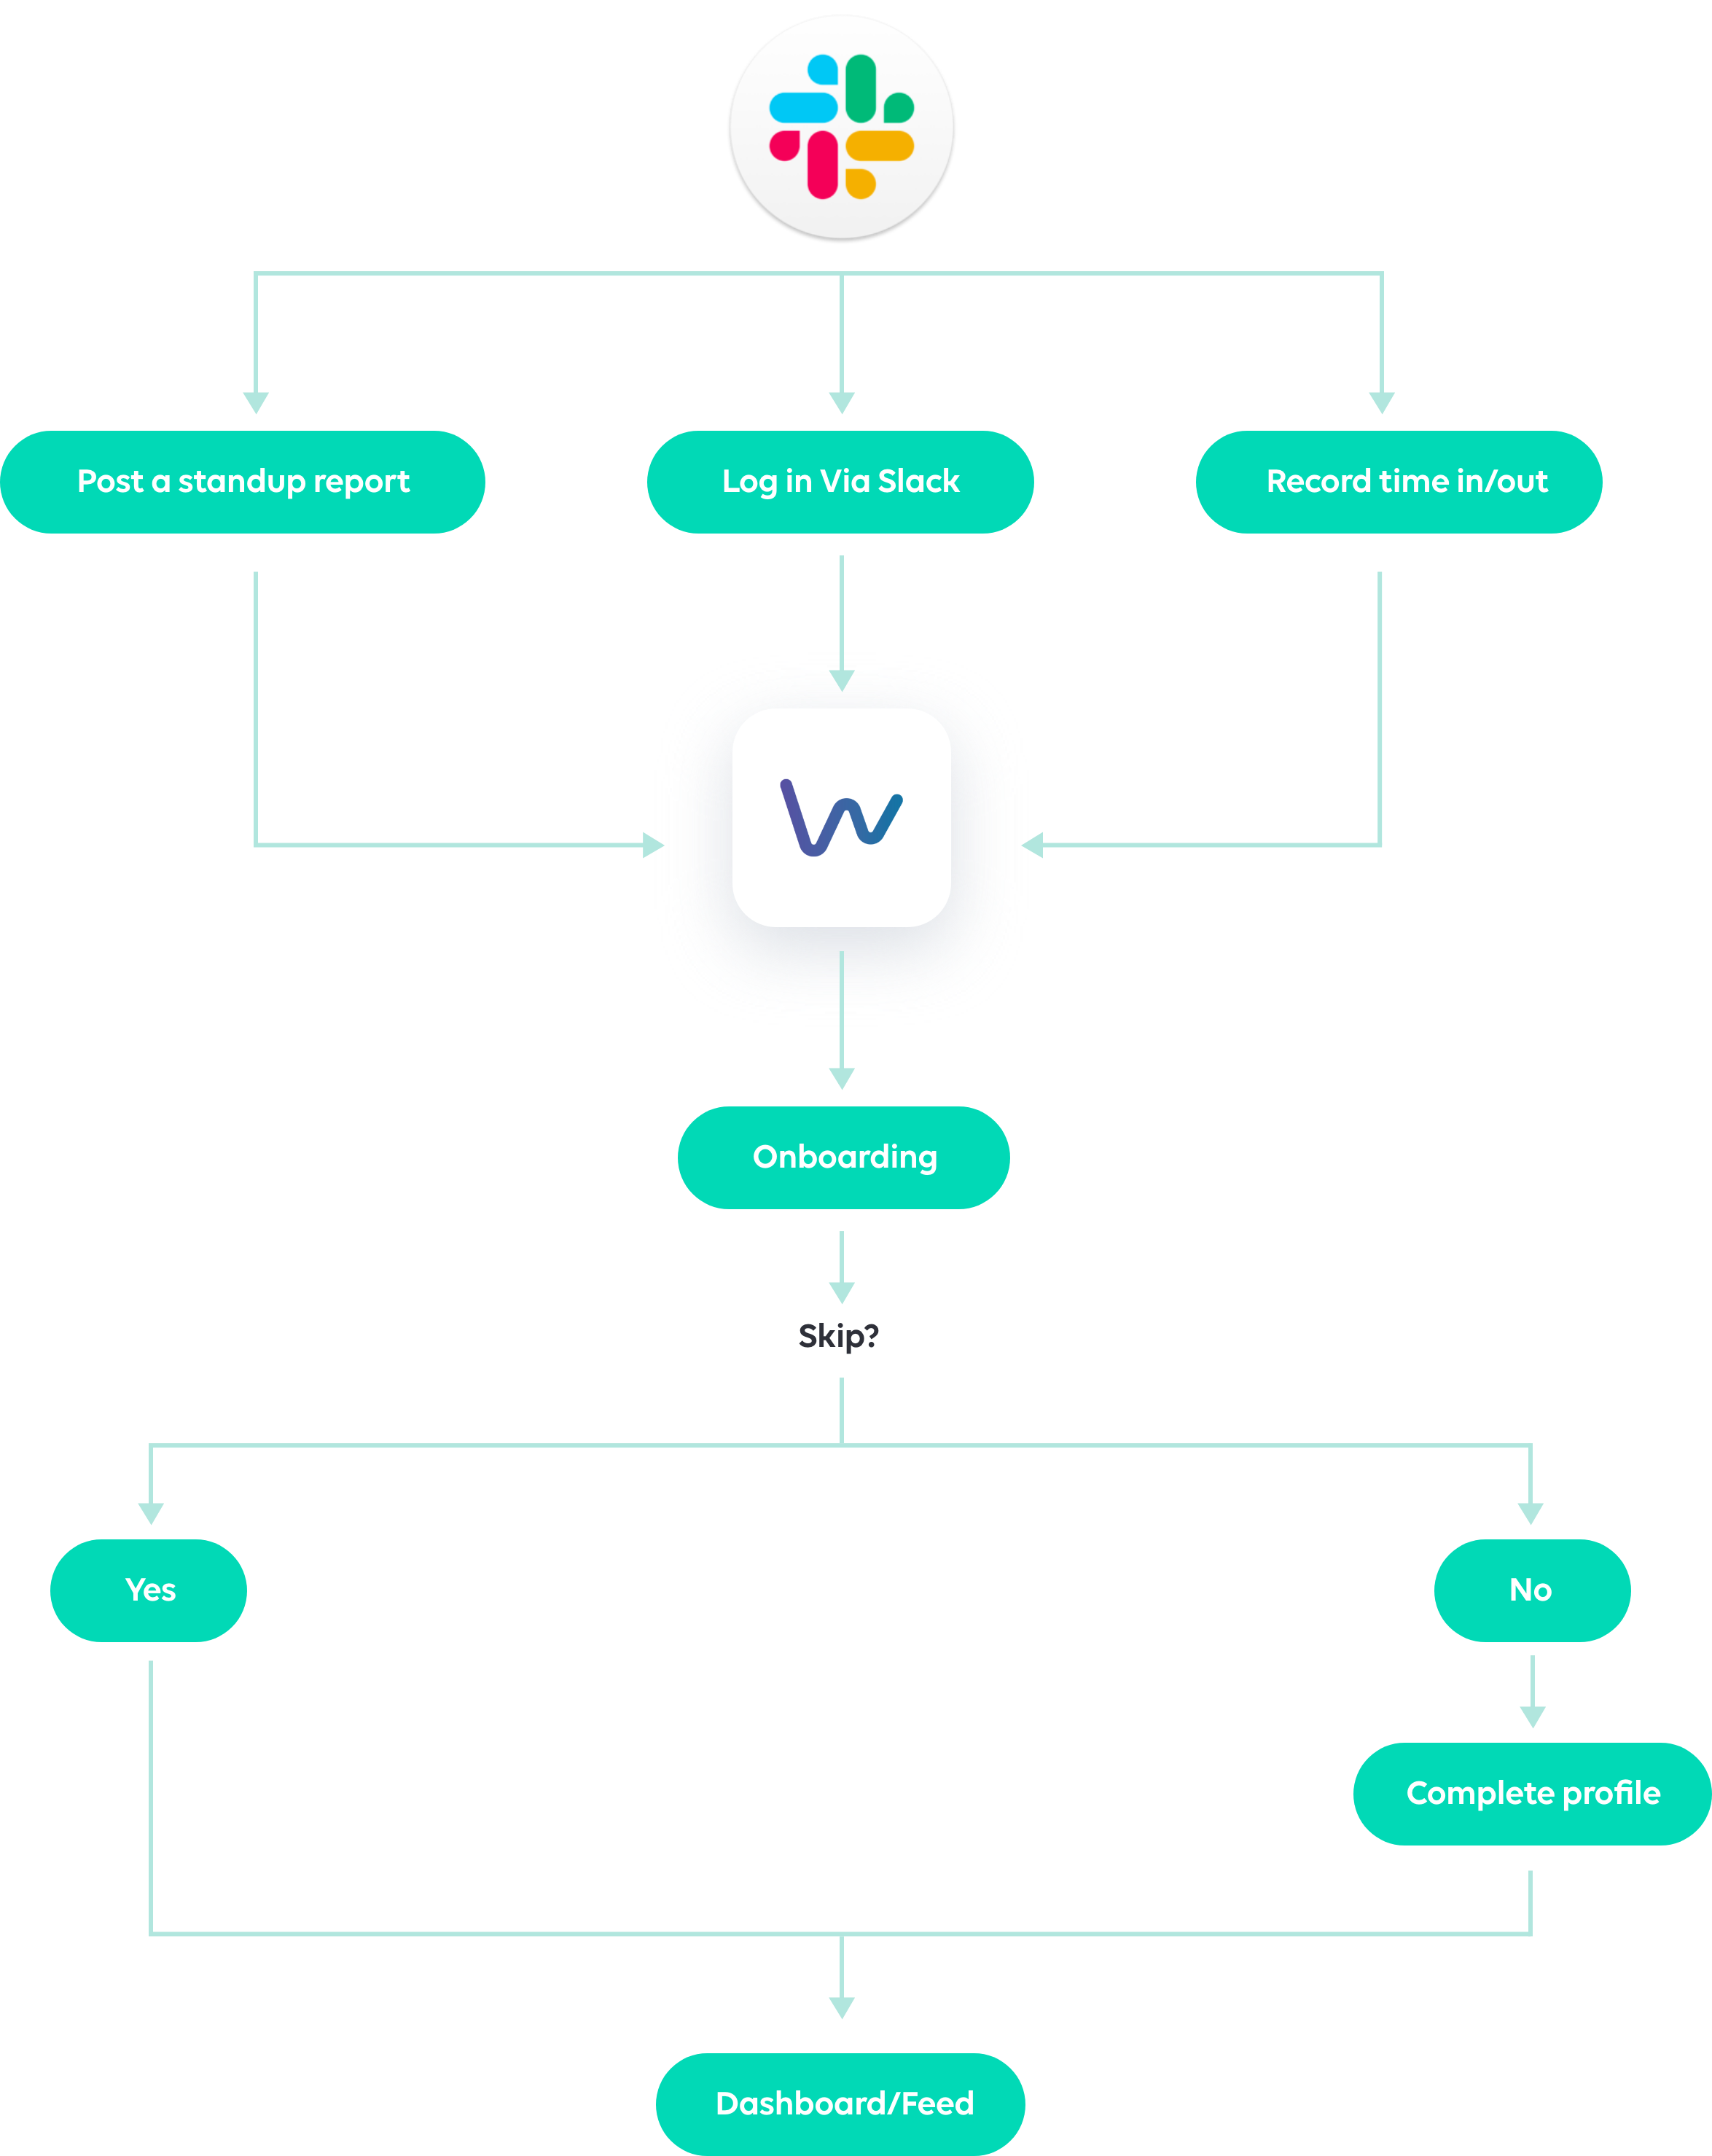 Post a standup report
Log in Via Slack
Record time in/out
Onboarding
Skip?
Yes
No
Complete profile
Dashboard/Feed